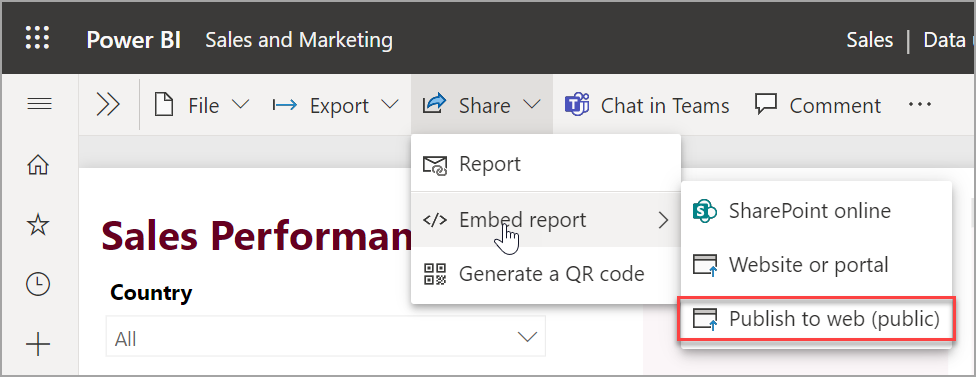 Power BI Sales and Marketing Sales | Data
File Export Share Chat in Teams Comment ...
Report
Embed report
Generate a QR code
SharePoint online
Website or portal
Publish to web (public)
Sales Performan
Country
All